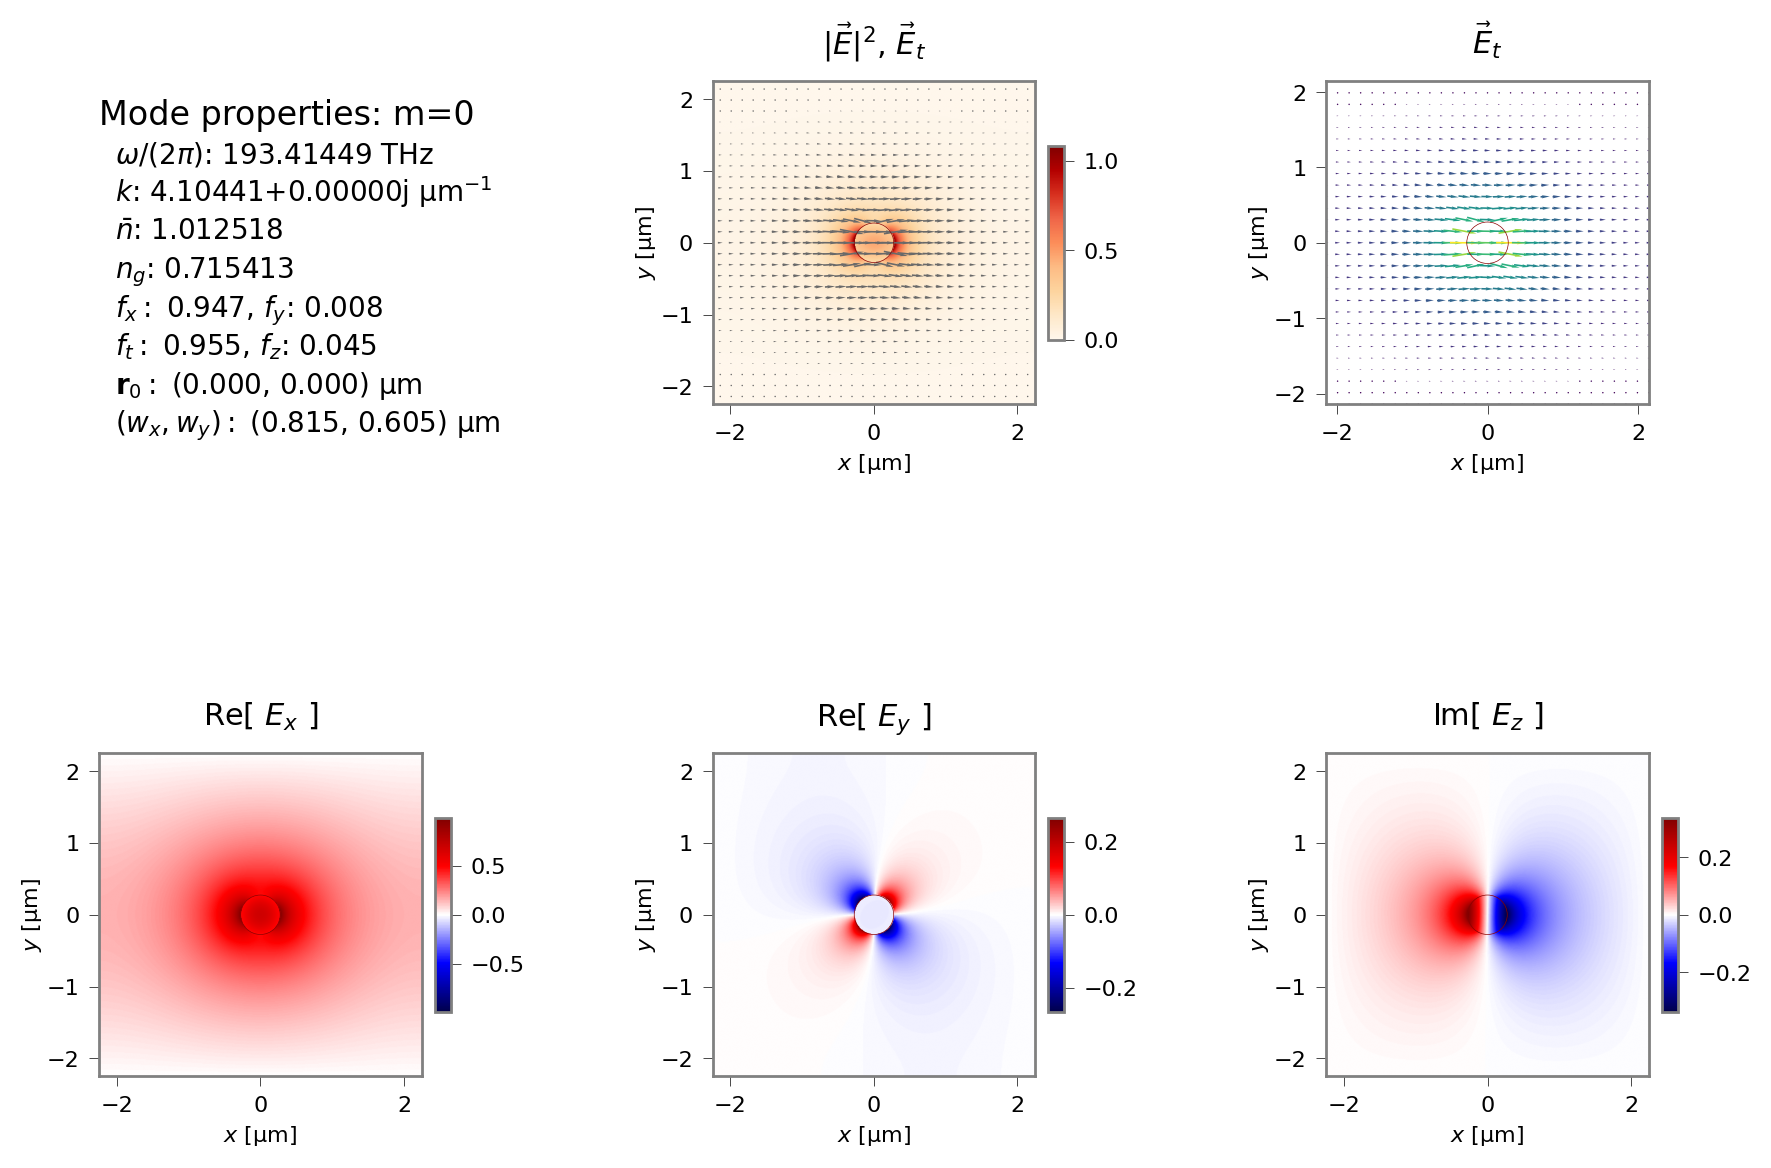 Mode properties: m=0
ω/(2π): 193.41449 THz
k: 4.10441+0.00000j μm⁻¹
n̄: 1.012518
n_g: 0.715413
f_x : 0.947, f_y: 0.008
f_t : 0.955, f_z: 0.045
r₀ : (0.000, 0.000) μm
(w_x, w_y) : (0.815, 0.605) μm
|E⃗|², E⃗_t
2
1
0
−1
−2
y [μm]
−2 0 2
x [μm]
1.0
0.5
0.0
E⃗_t
2
1
0
−1
−2
y [μm]
−2 0 2
x [μm]
Re[ E_x ]
2
1
0
−1
−2
y [μm]
−2 0 2
x [μm]
0.5
0.0
−0.5
Re[ E_y ]
2
1
0
−1
−2
y [μm]
−2 0 2
x [μm]
0.2
0.0
−0.2
Im[ E_z ]
2
1
0
−1
−2
y [μm]
−2 0 2
x [μm]
0.2
0.0
−0.2